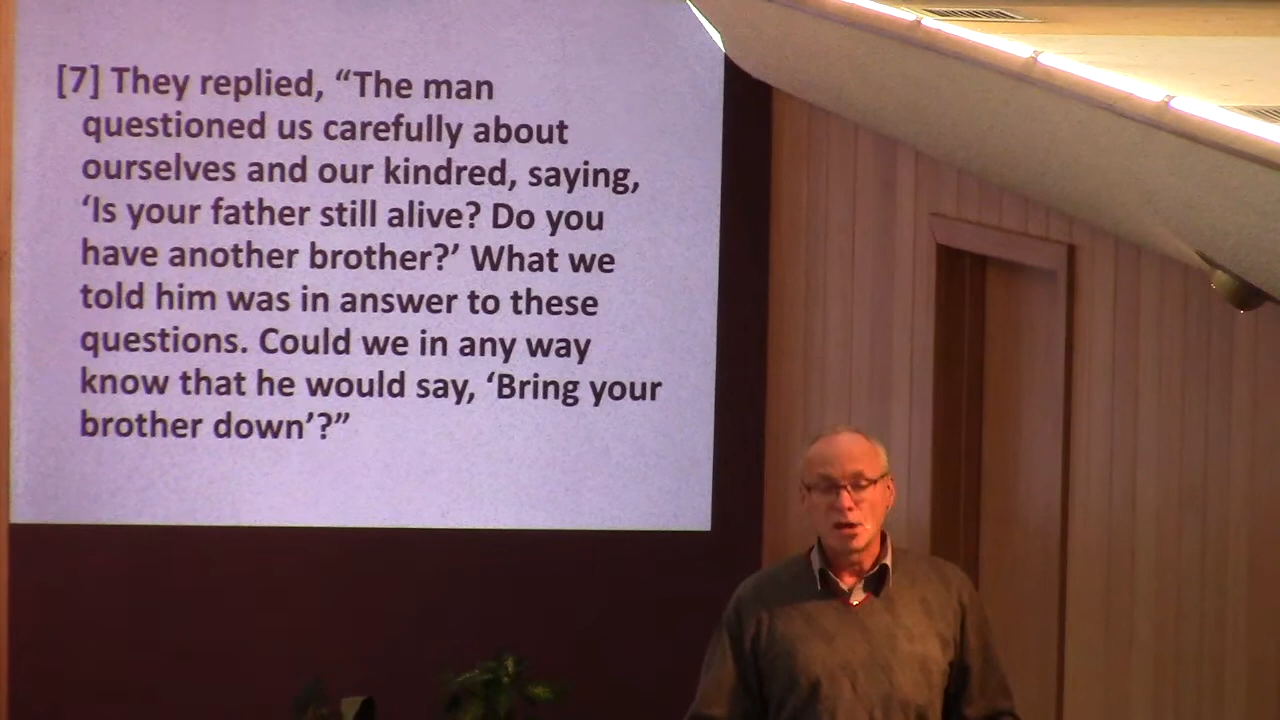 [7] They replied, “The man
questioned us carefully about
ourselves and our kindred, saying,
‘Is your father still alive? Do you
have another brother?’ What we
told him was in answer to these
questions. Could we in any way
know that he would say, ‘Bring your
brother down’?”